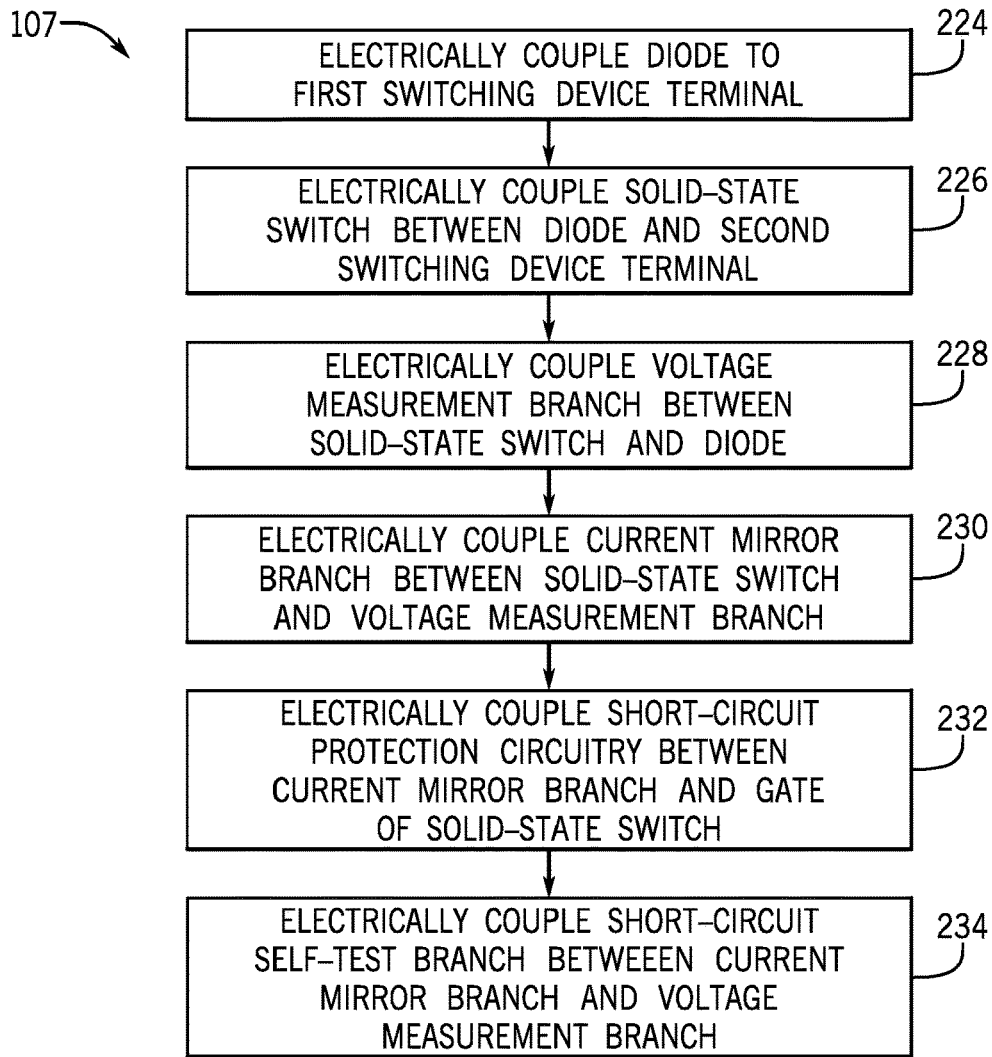 107
224
ELECTRICALLY COUPLE DIODE TO
FIRST SWITCHING DEVICE TERMINAL
226
ELECTRICALLY COUPLE SOLID–STATE
SWITCH BETWEEN DIODE AND SECOND
SWITCHING DEVICE TERMINAL
228
ELECTRICALLY COUPLE VOLTAGE
MEASUREMENT BRANCH BETWEEN
SOLID–STATE SWITCH AND DIODE
230
ELECTRICALLY COUPLE CURRENT MIRROR
BRANCH BETWEEN SOLID–STATE SWITCH
AND VOLTAGE MEASUREMENT BRANCH
232
ELECTRICALLY COUPLE SHORT–CIRCUIT
PROTECTION CIRCUITRY BETWEEN
CURRENT MIRROR BRANCH AND GATE
OF SOLID–STATE SWITCH
234
ELECTRICALLY COUPLE SHORT–CIRCUIT
SELF–TEST BRANCH BETWEEEN CURRENT
MIRROR BRANCH AND VOLTAGE
MEASUREMENT BRANCH